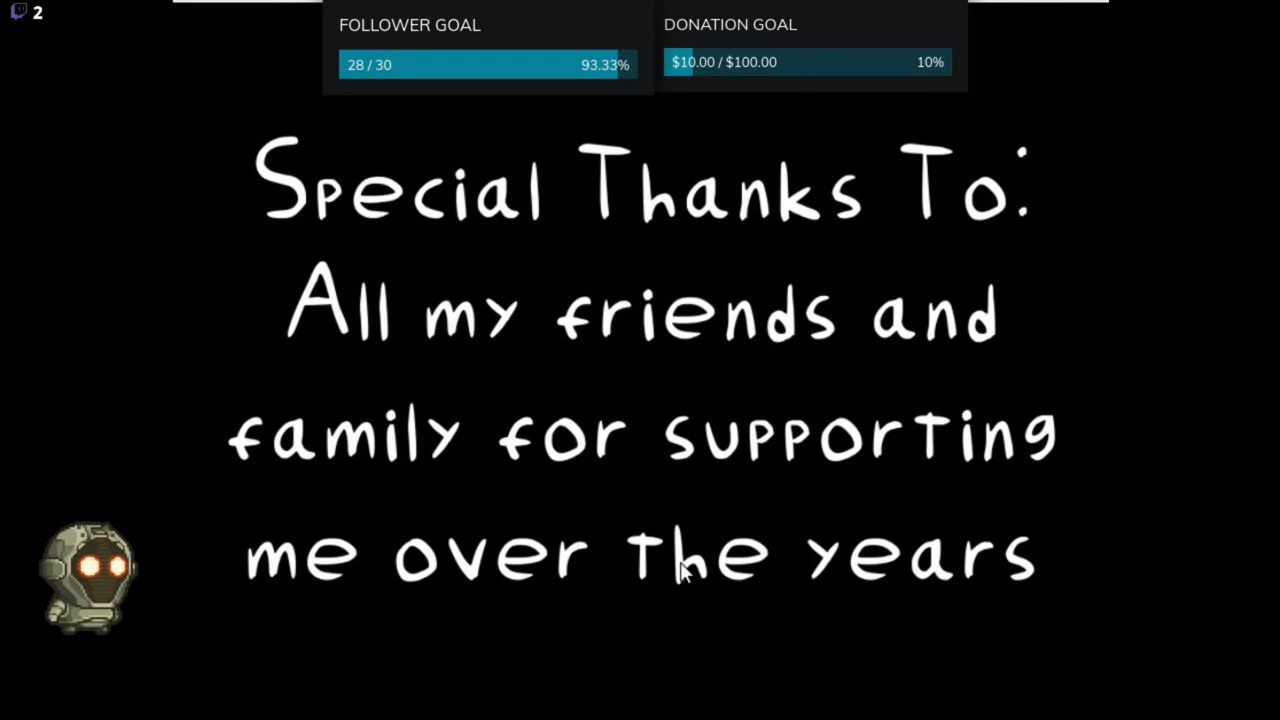 2
FOLLOWER GOAL
28 / 30 93.33%
DONATION GOAL
$10.00 / $100.00 10%
Special Thanks To:
All my friends and
family for supporting
me over the years